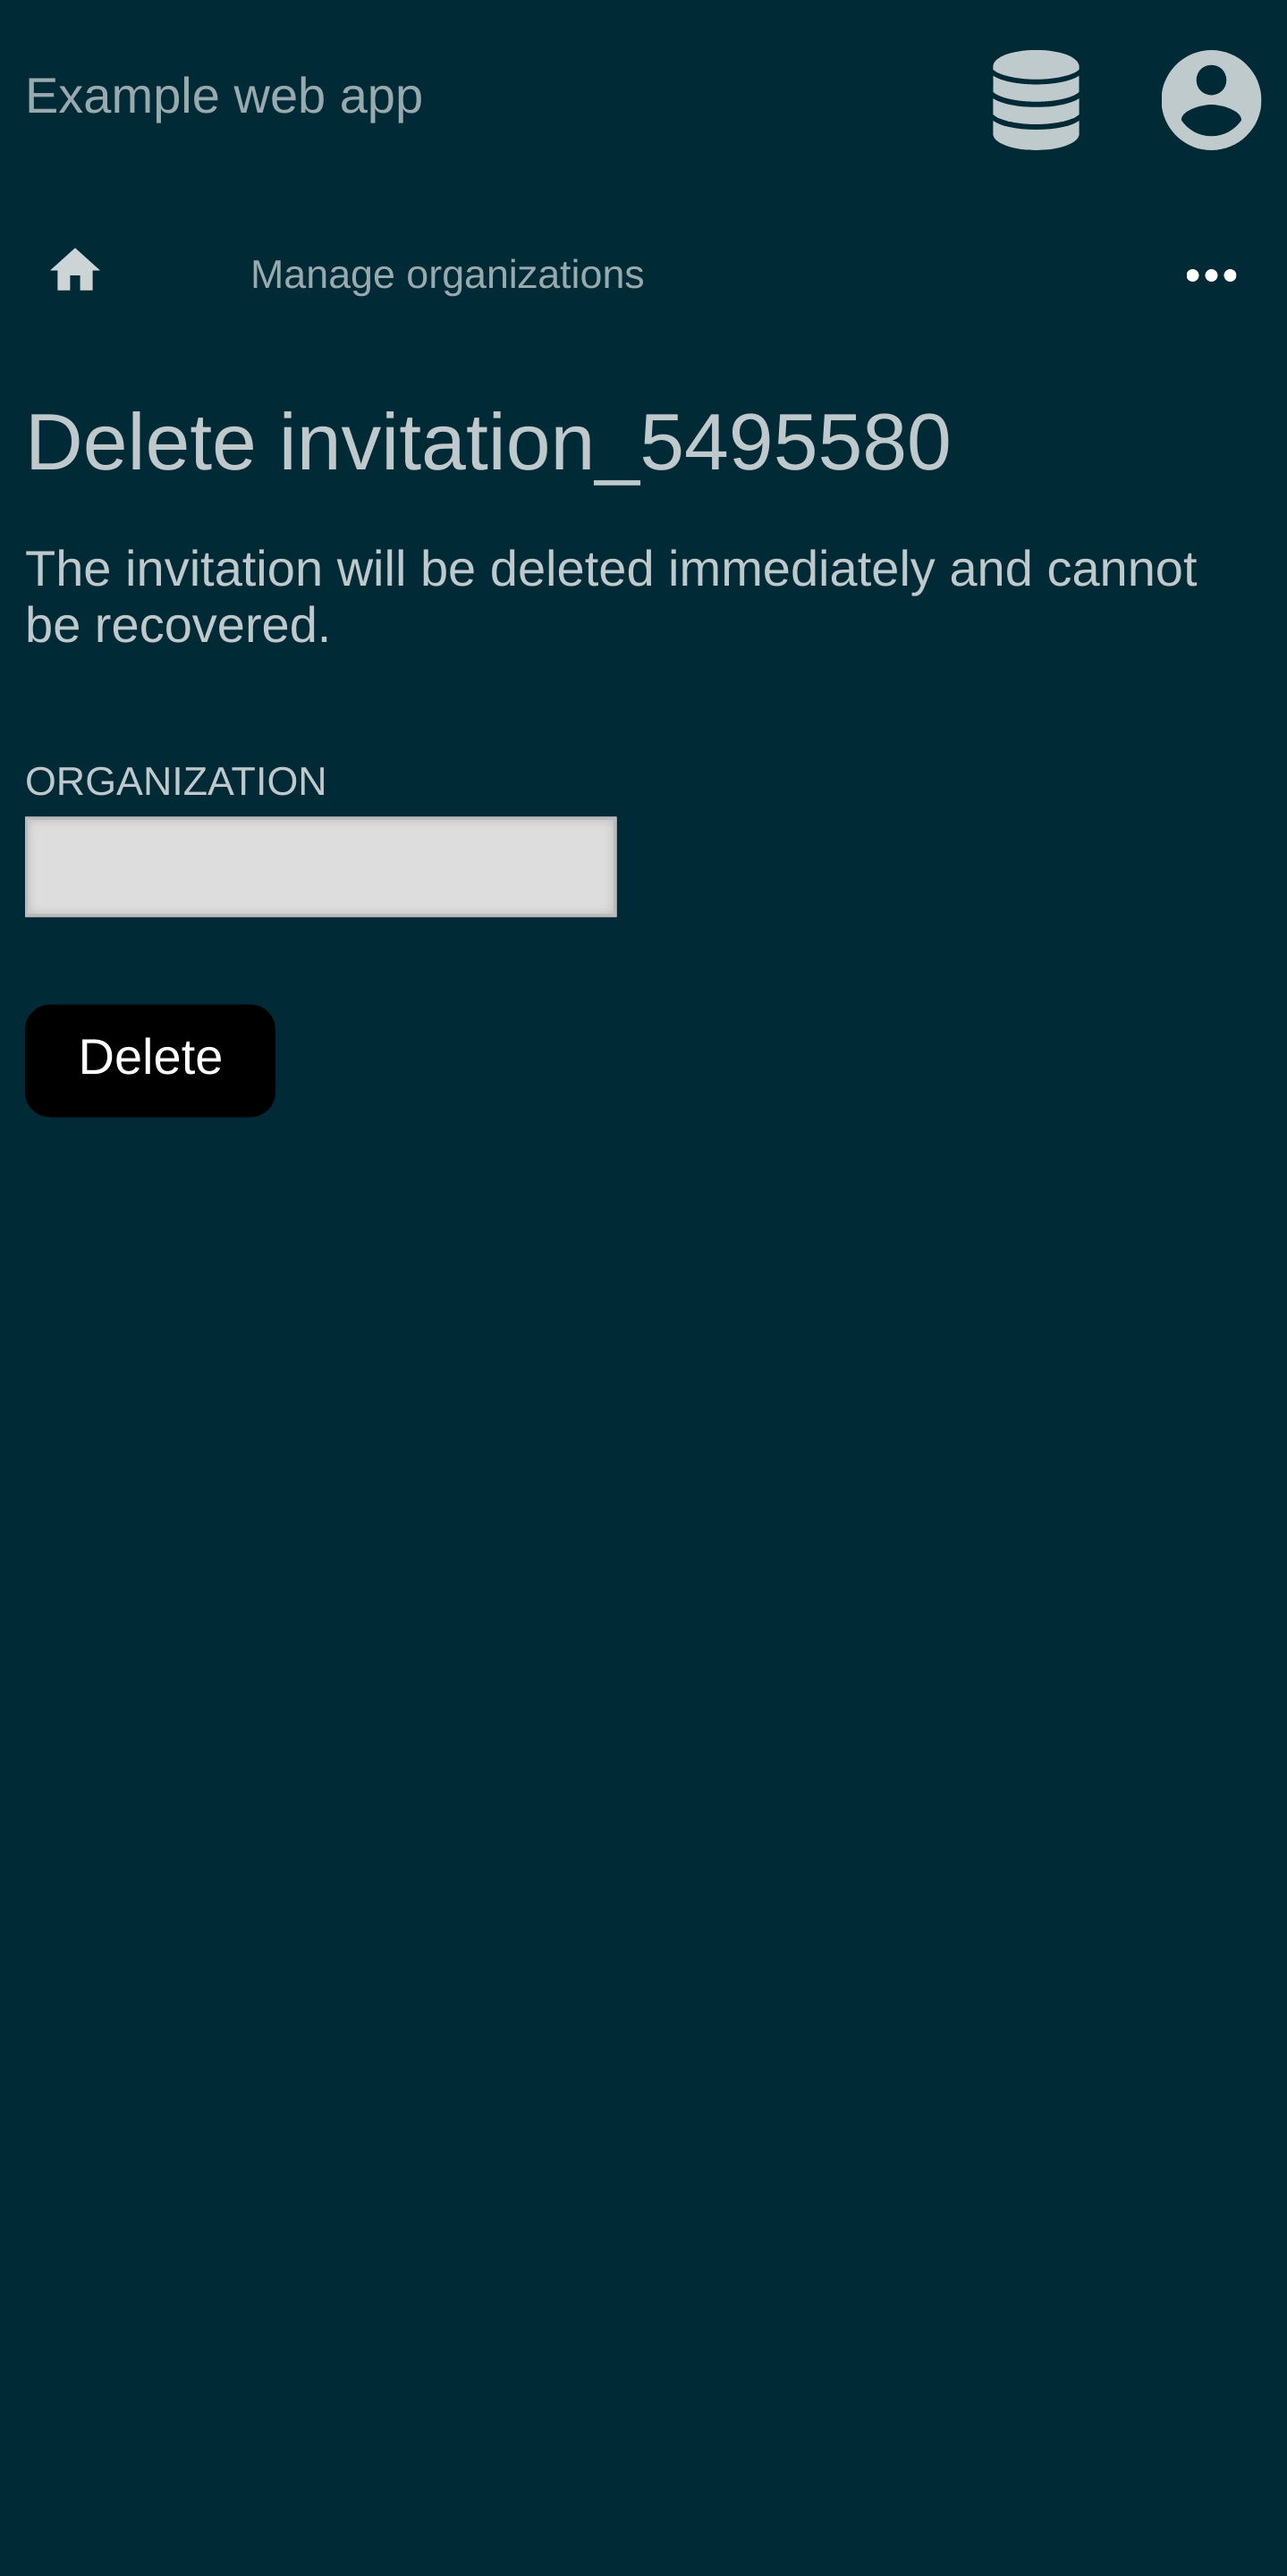 Example web app
Manage organizations
Delete invitation_5495580
The invitation will be deleted immediately and cannot
be recovered.
ORGANIZATION
Delete